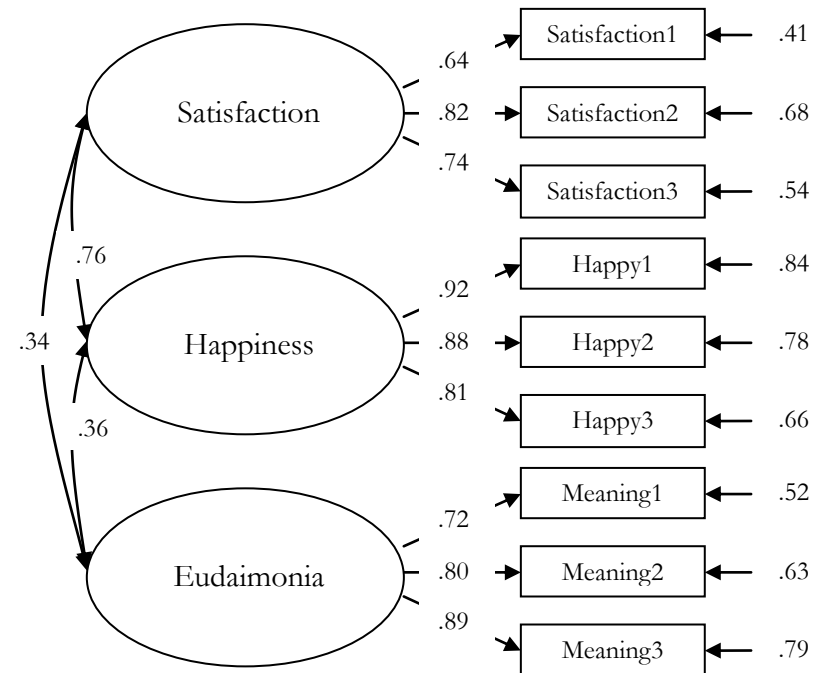 Satisfaction
.64
.82
.74
Satisfaction1
.41
Satisfaction2
.68
Satisfaction3
.54
.76
Happiness
.92
.88
.81
Happy1
.84
Happy2
.78
Happy3
.66
.34
.36
Eudaimonia
.72
.80
.89
Meaning1
.52
Meaning2
.63
Meaning3
.79